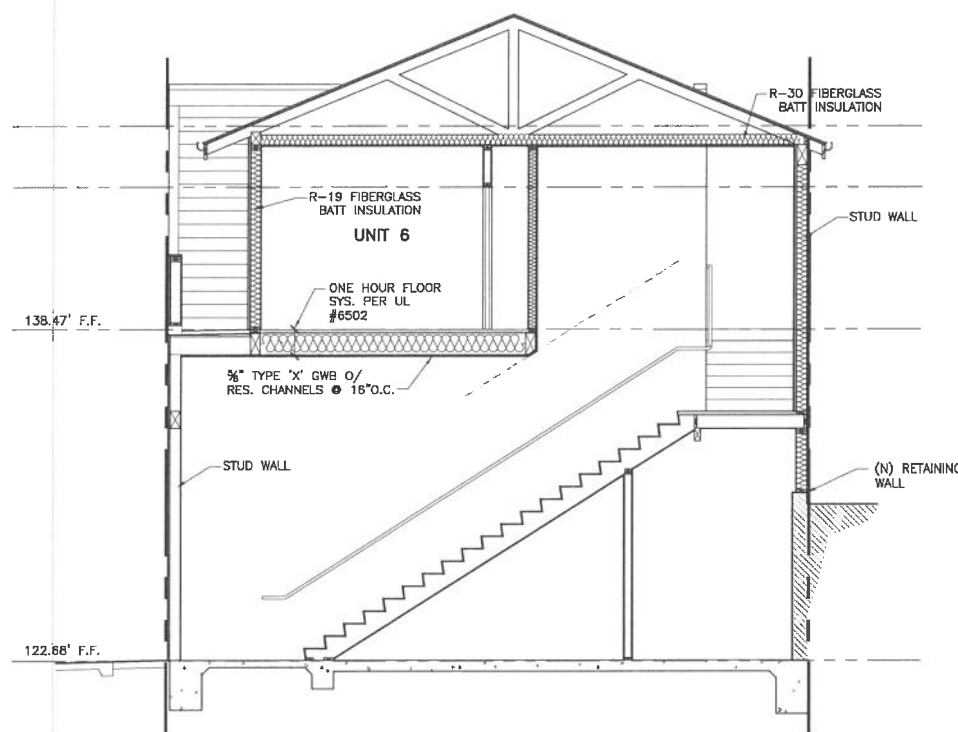 R-30 FIBERGLASS
BATT INSULATION
R-19 FIBERGLASS
BATT INSULATION
UNIT 6
STUD WALL
ONE HOUR FLOOR
SYS. PER UL
#6502
138.47' F.F.
⅝" TYPE 'X' GWB O/
RES. CHANNELS @ 16"O.C.
STUD WALL
(N) RETAINING
WALL
122.68' F.F.